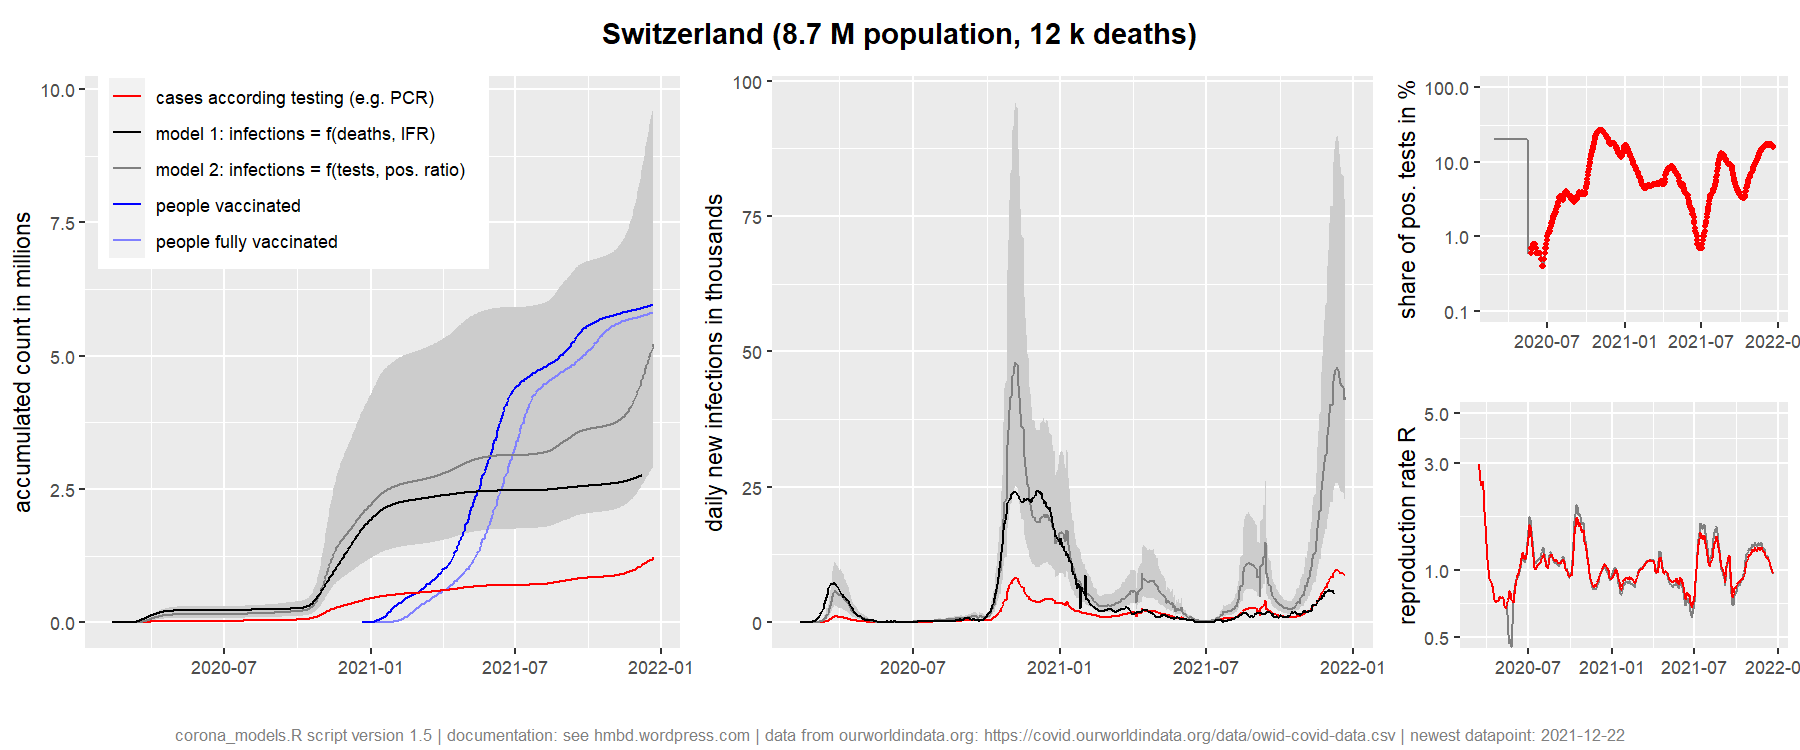 Switzerland (8.7 M population, 12 k deaths)
accumulated count in millions
10.0
7.5
5.0
2.5
0.0
cases according testing (e.g. PCR)
model 1: infections = f(deaths, IFR)
model 2: infections = f(tests, pos. ratio)
people vaccinated
people fully vaccinated
2020-07 2021-01 2021-07 2022-01
daily new infections in thousands
100
75
50
25
0
2020-07 2021-01 2021-07 2022-01
share of pos. tests in %
100.0
10.0
1.0
0.1
2020-07 2021-01 2021-07 2022-0
reproduction rate R
5.0
3.0
1.0
0.5
2020-07 2021-01 2021-07 2022-0
corona_models.R script version 1.5 | documentation: see hmbd.wordpress.com | data from ourworldindata.org: https://covid.ourworldindata.org/data/owid-covid-data.csv | newest datapoint: 2021-12-22